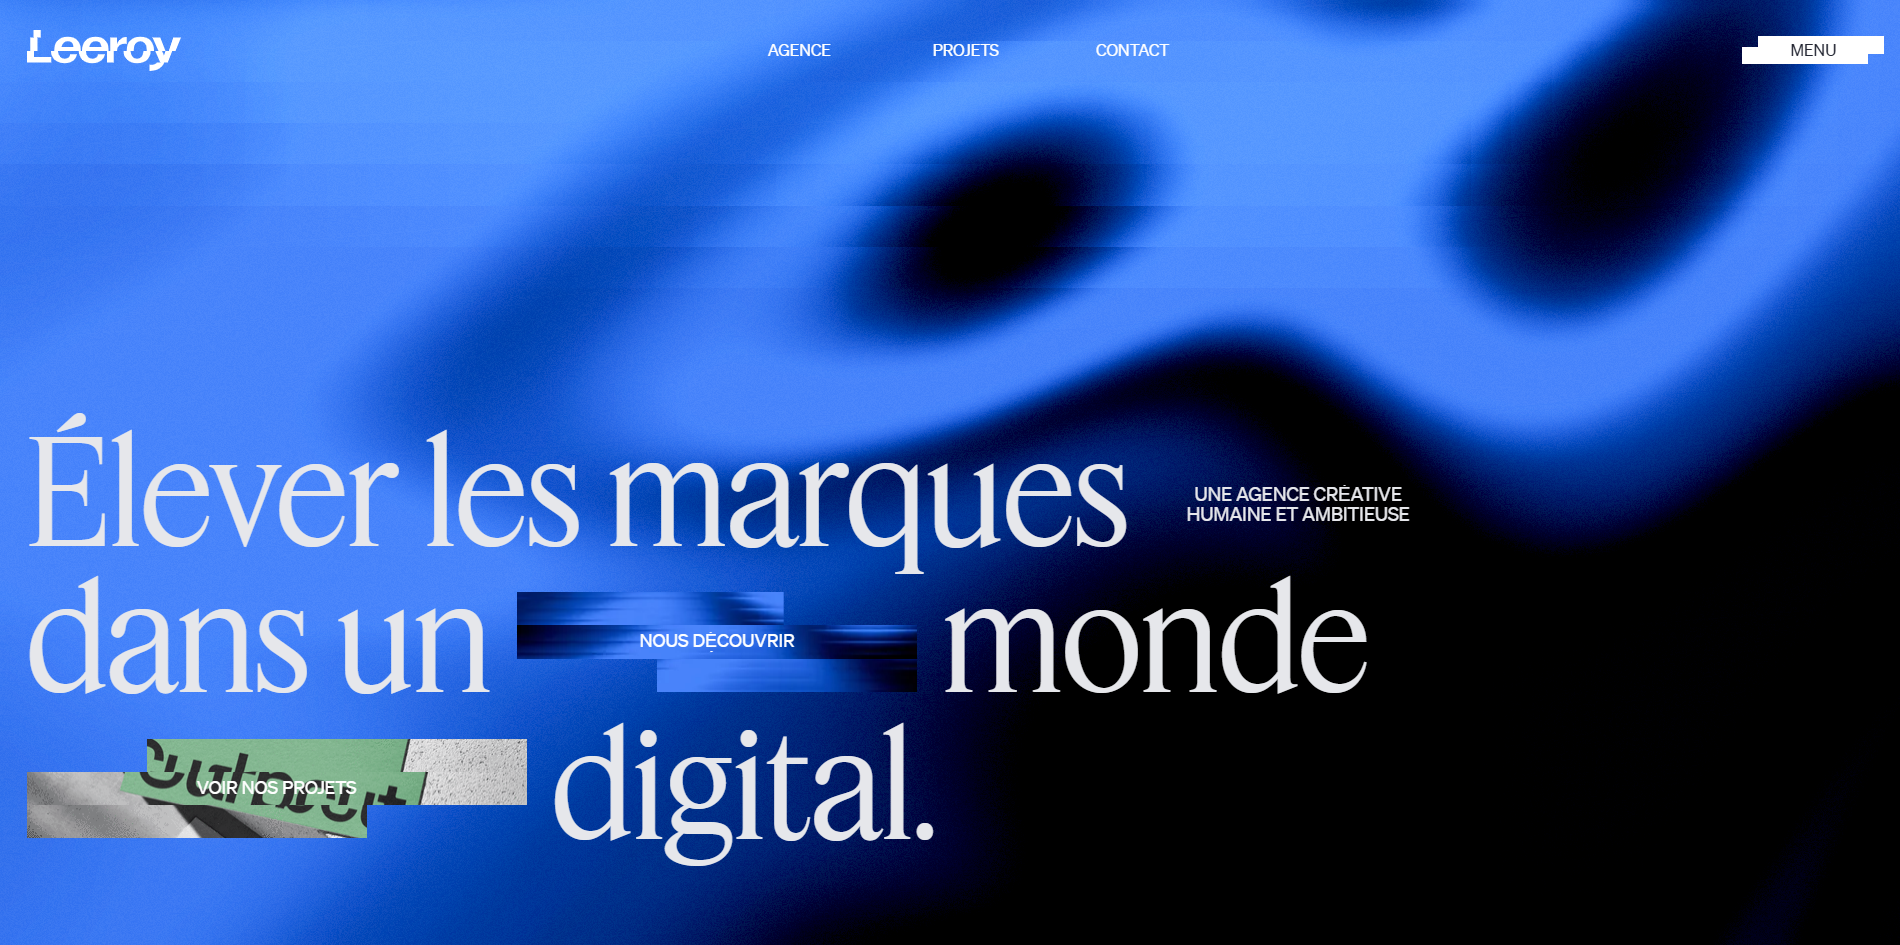 Leeroy
AGENCE
PROJETS
CONTACT
MENU
Élever les marques
UNE AGENCE CRÉATIVE
HUMAINE ET AMBITIEUSE
dans un
NOUS DÉCOUVRIR
monde
VOIR NOS PROJETS
digital.